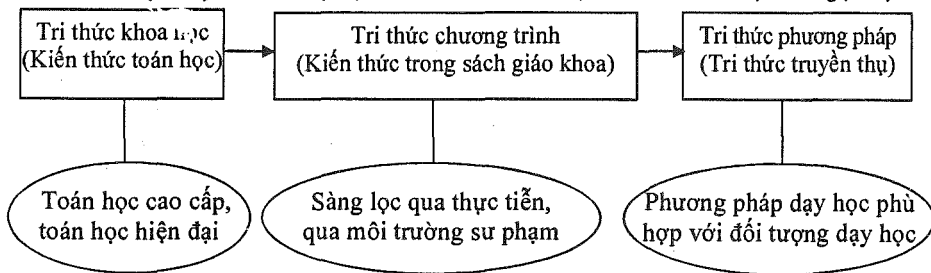 Tri thức khoa học
(Kiến thức toán học)
Tri thức chương trình
(Kiến thức trong sách giáo khoa)
Tri thức phương pháp
(Tri thức truyền thụ)
Toán học cao cấp,
toán học hiện đại
Sàng lọc qua thực tiễn,
qua môi trường sư phạm
Phương pháp dạy học phù
hợp với đối tượng dạy học